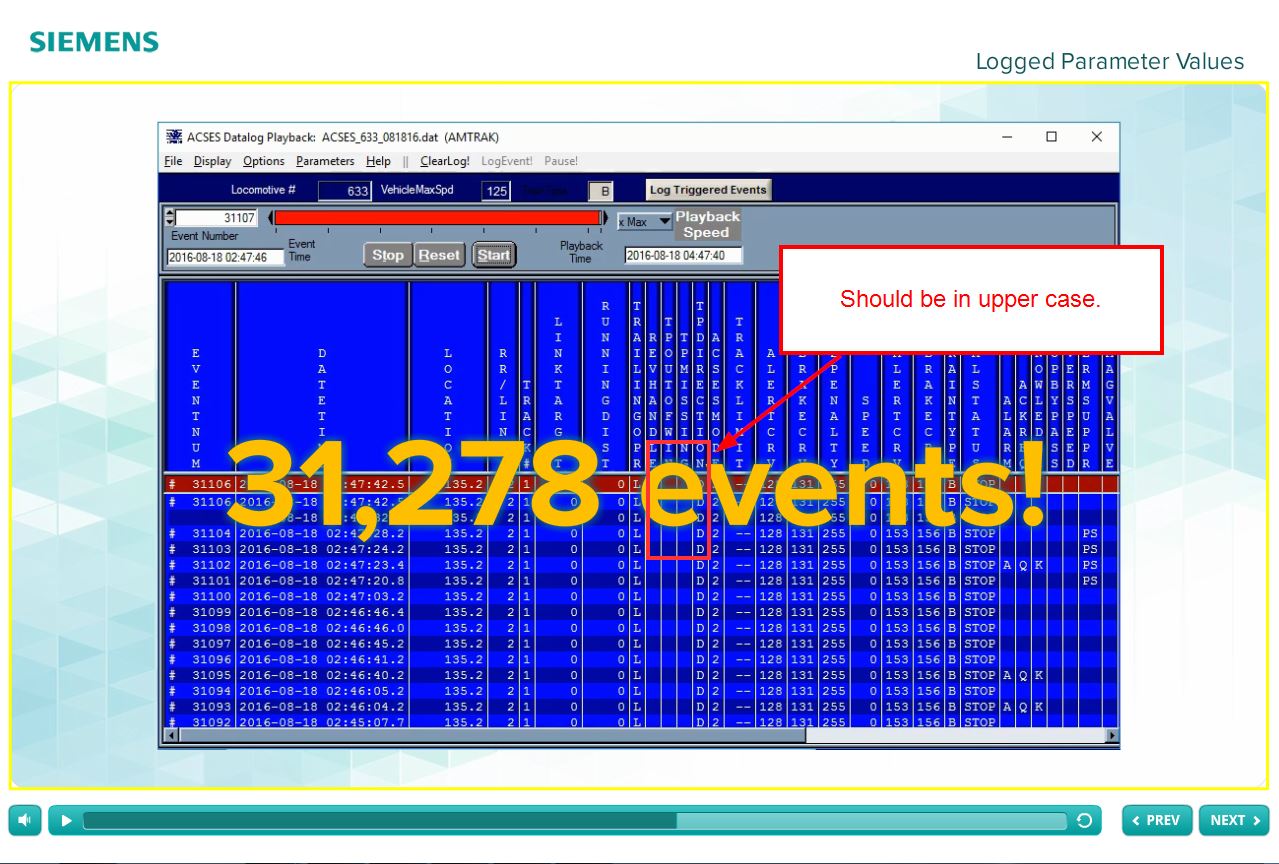 SIEMENS
Logged Parameter Values
ACSES Datalog Playback: ACSES_633_081816.dat (AMTRAK)
File Display Options Parameters Help || ClearLog! LogEvent! Pause!
Locomotive # 633 VehicleMaxSpd 125 B Log Triggered Events
31107 x Max Playback Speed
Event Number
2016-08-18 02:47:46 Event Time Stop Reset Start Playback Time 2016-08-18 04:47:40
Should be in upper case.
EVENTNUM RUNNINGDIST TRAILINGOPR TPMISSING TPDIRECTION
31,278 events!
# 31106
# 31106 2016-08-18 STOP
# 31104 2016-08-18 135.2 2 1 0 0 L D 2 -- 128 131 255 0 153 156 B STOP PS
# 31103 2016-08-18 02:47:24.2 135.2 2 1 0 0 L D 2 -- 128 131 255 0 153 156 B STOP PS
# 31102 2016-08-18 02:47:23.4 135.2 2 1 0 0 L D 2 -- 128 131 255 0 153 156 B STOP A Q K PS
# 31101 2016-08-18 02:47:20.8 135.2 2 1 0 0 L D 2 -- 128 131 255 0 153 156 B STOP PS
# 31100 2016-08-18 02:47:03.2 135.2 2 1 0 0 L D 2 -- 128 131 255 0 153 156 B STOP
# 31099 2016-08-18 02:46:46.4 135.2 2 1 0 0 L D 2 -- 128 131 255 0 153 156 B STOP
# 31098 2016-08-18 02:46:46.0 135.2 2 1 0 0 L D 2 -- 128 131 255 0 153 156 B STOP
# 31097 2016-08-18 02:46:45.2 135.2 2 1 0 0 L D 2 -- 128 131 255 0 153 156 B STOP
# 31096 2016-08-18 02:46:41.2 135.2 2 1 0 0 L D 2 -- 128 131 255 0 153 156 B STOP
# 31095 2016-08-18 02:46:40.2 135.2 2 1 0 0 L D 2 -- 128 131 255 0 153 156 B STOP A Q K
# 31094 2016-08-18 02:46:05.2 135.2 2 1 0 0 L D 2 -- 128 131 255 0 153 156 B STOP
# 31093 2016-08-18 02:46:04.2 135.2 2 1 0 0 L D 2 -- 128 131 255 0 153 156 B STOP A Q K
# 31092 2016-08-18 02:45:07.7 135.2 2 1 0 0 L D 2 -- 128 131 255 0 153 156 B STOP
PREV NEXT